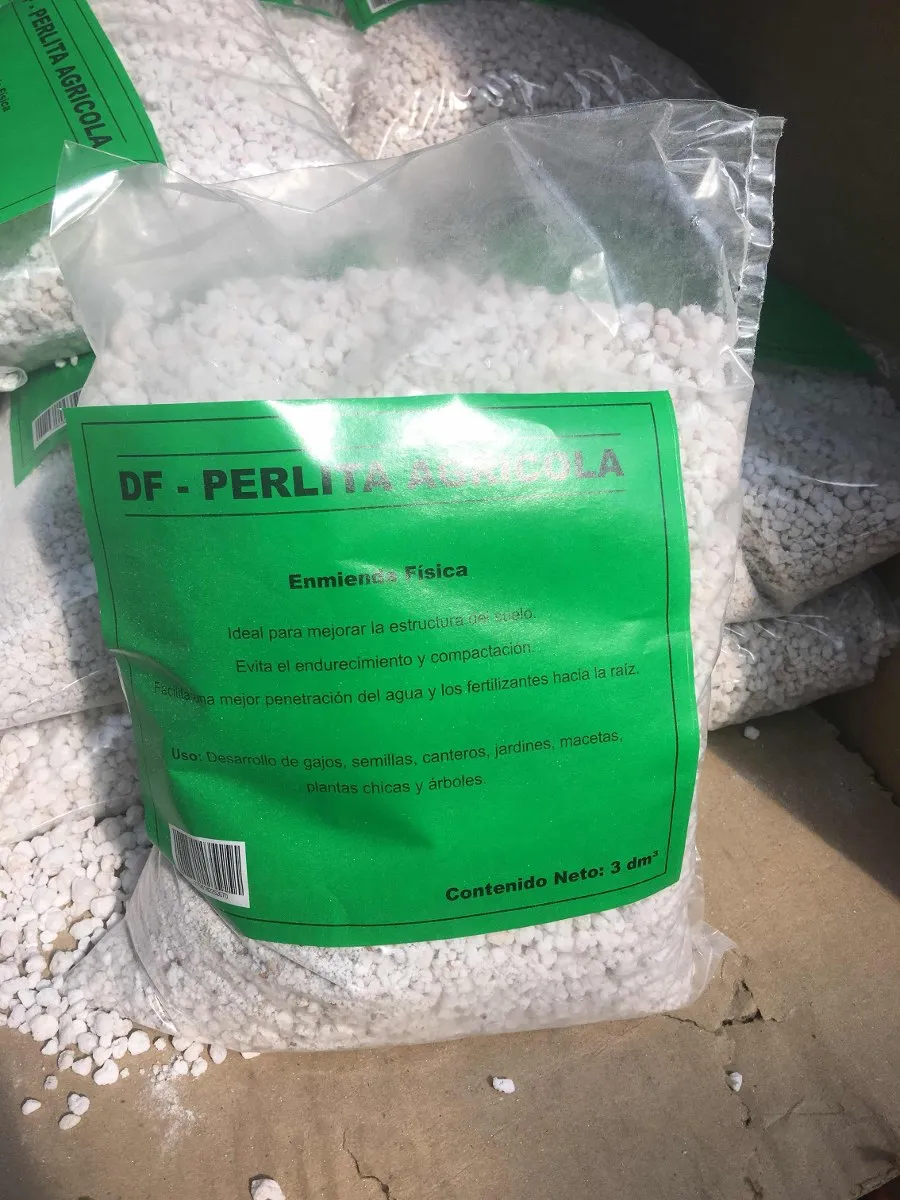 PERLITA AGRICOLA
Física
DF - PERLITA AGRICOLA
Enmienda Física
Ideal para mejorar la estructura del suelo.
Evita el endurecimiento y compactación.
Facilita una mejor penetración del agua y los fertilizantes hacia la raíz.
Uso: Desarrollo de gajos, semillas, canteros, jardines, macetas,
plantas chicas y árboles.
Contenido Neto: 3 dm³